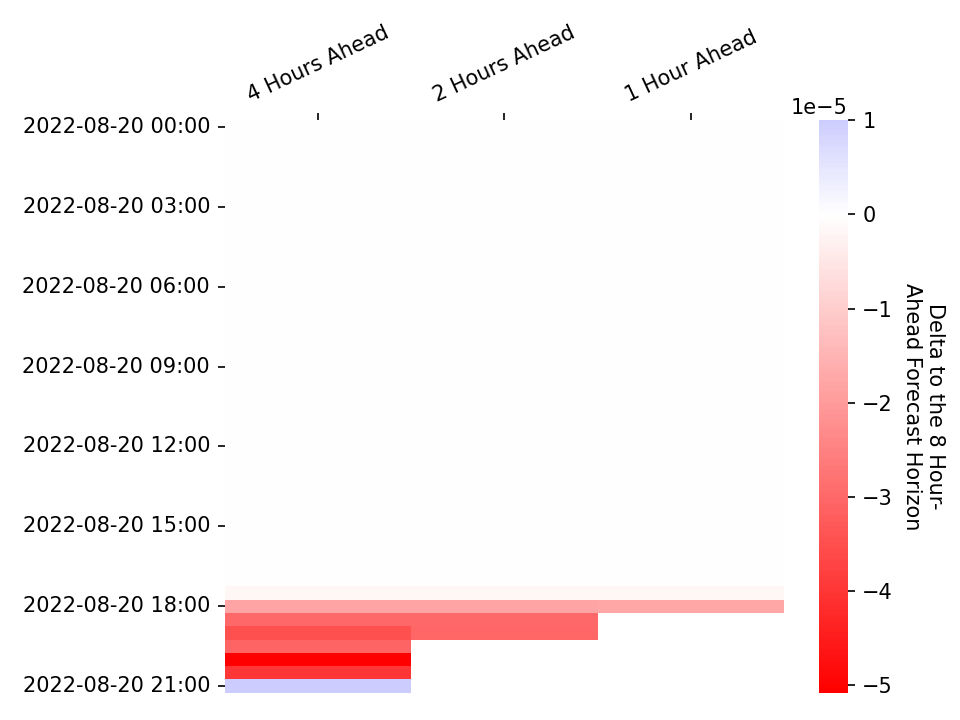 4 Hours Ahead
2 Hours Ahead
1 Hour Ahead
2022-08-20 00:00
2022-08-20 03:00
2022-08-20 06:00
2022-08-20 09:00
2022-08-20 12:00
2022-08-20 15:00
2022-08-20 18:00
2022-08-20 21:00
1e−5
1
0
−1
−2
−3
−4
−5
Delta to the 8 Hour-
Ahead Forecast Horizon